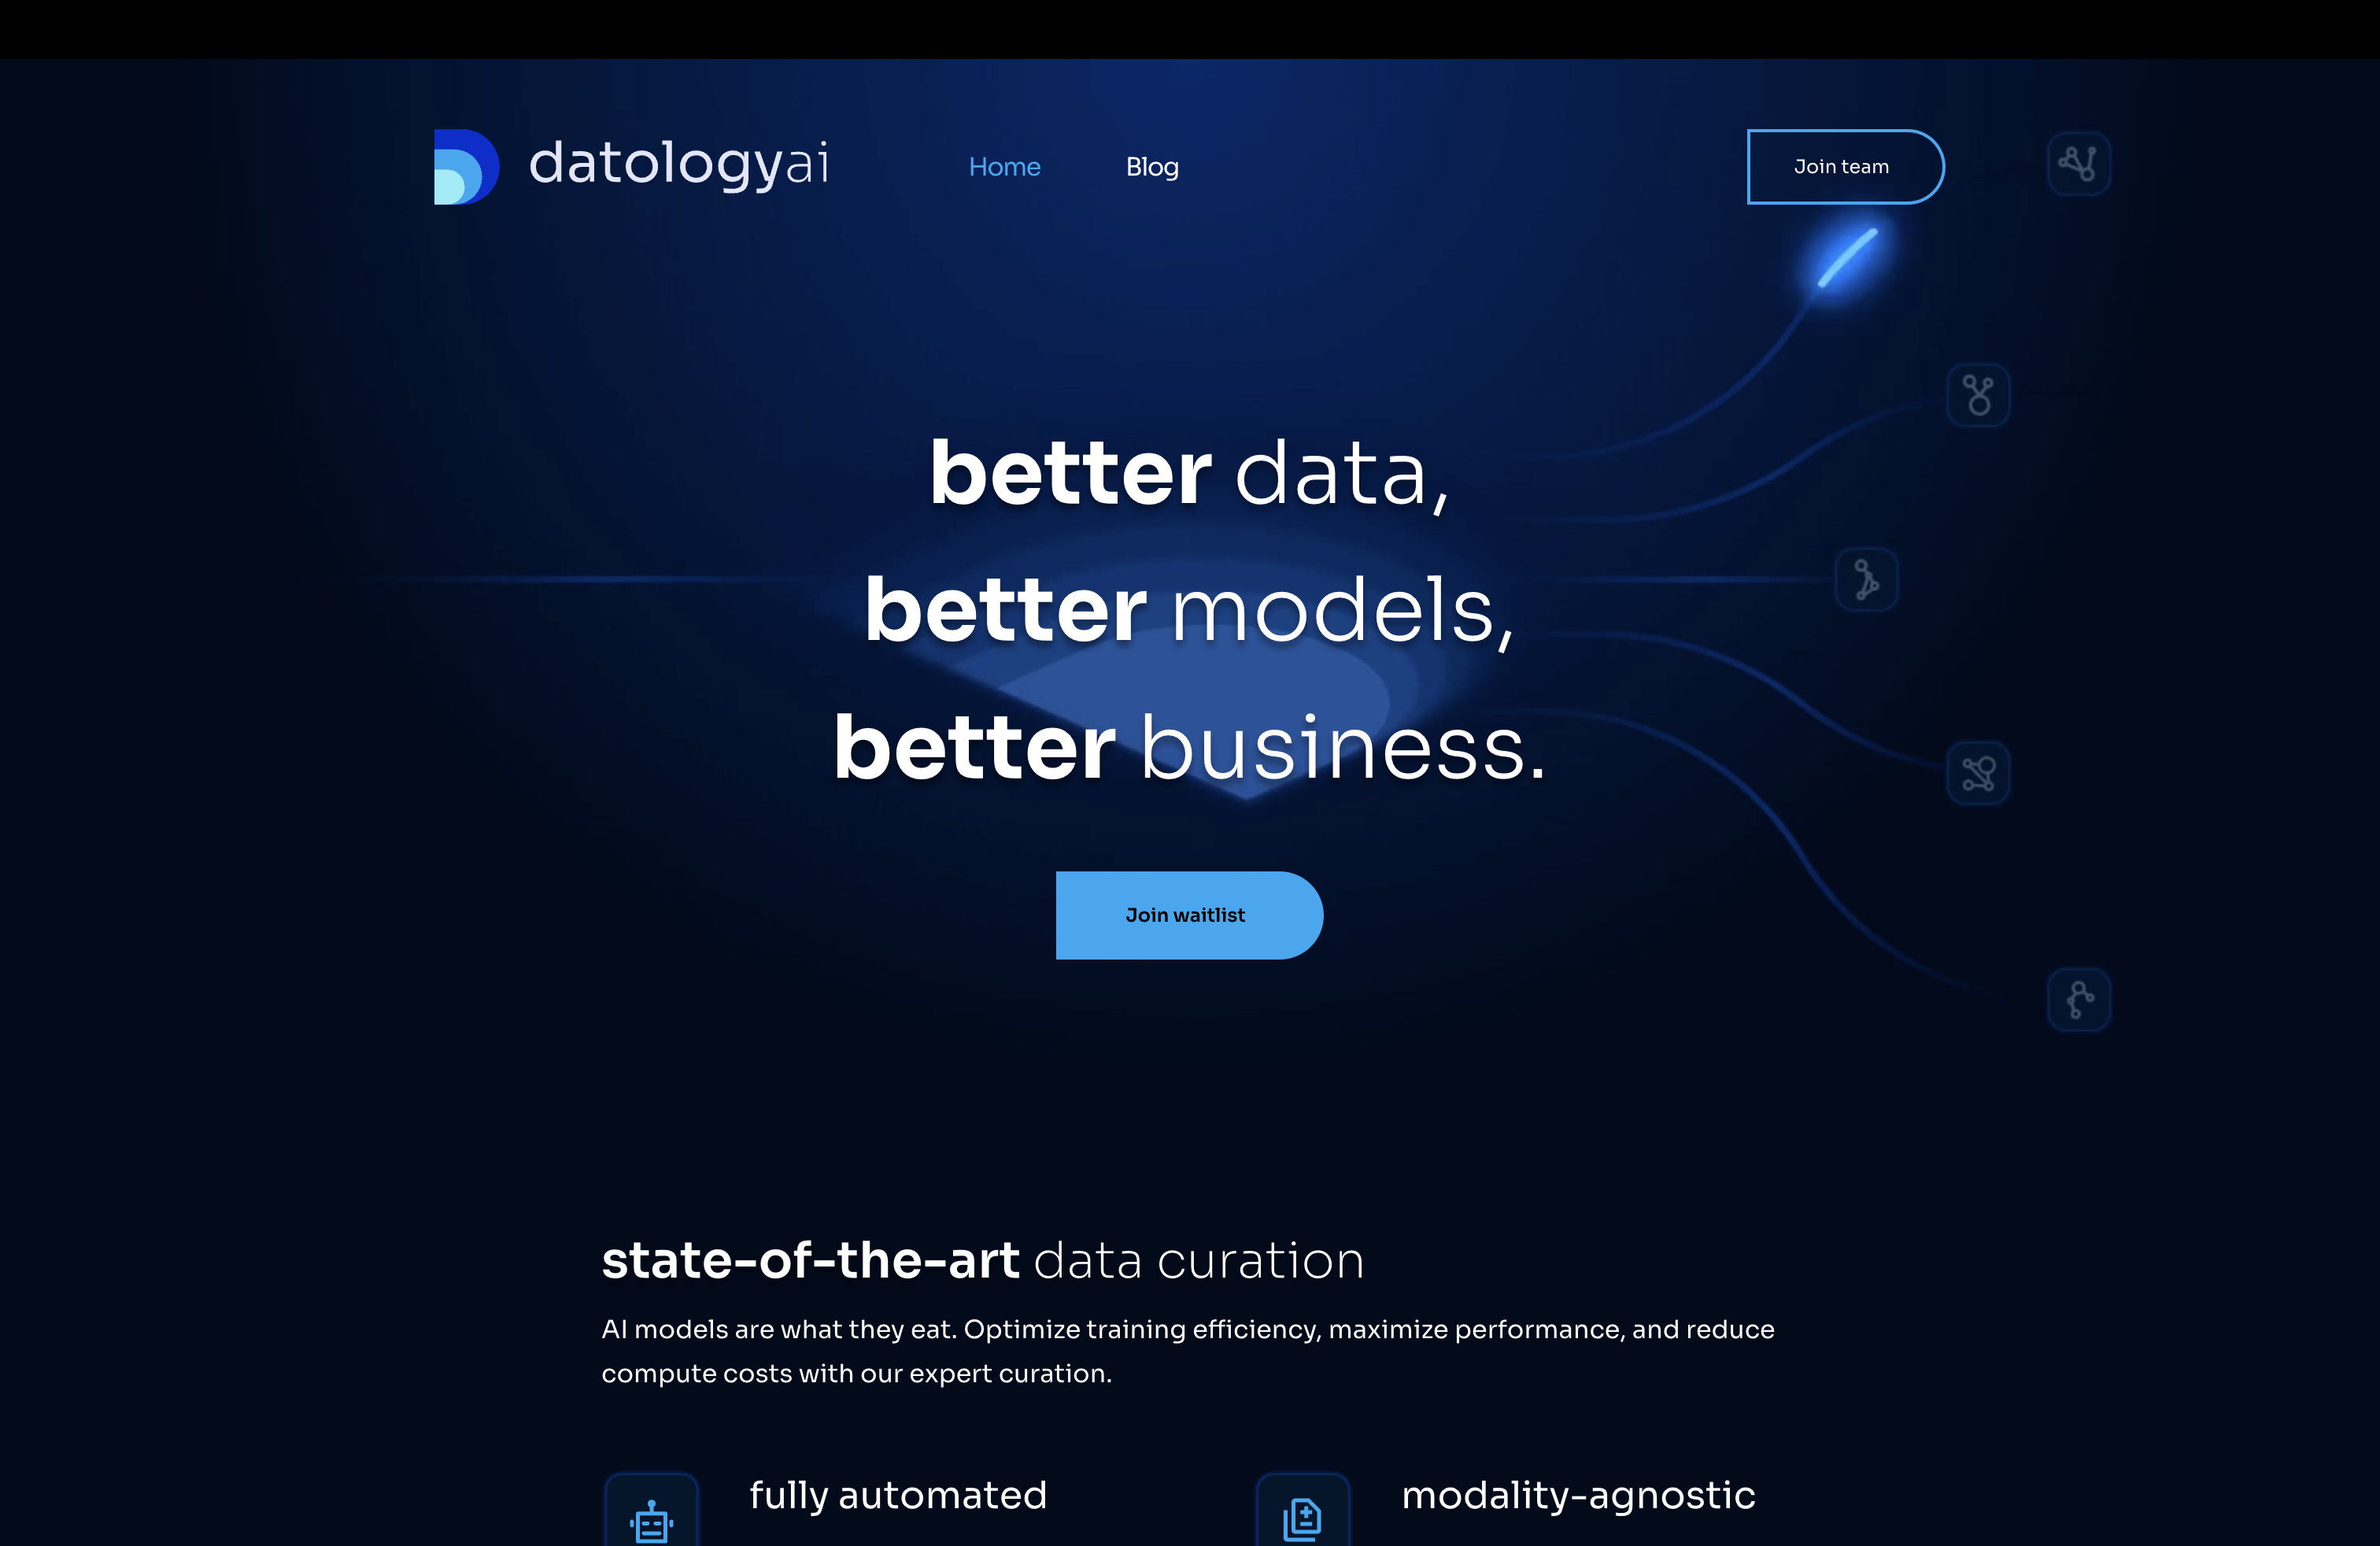 datologyai
Home
Blog
Join team
better data,
better models,
better business.
Join waitlist
state-of-the-art data curation
AI models are what they eat. Optimize training efficiency, maximize performance, and reduce
compute costs with our expert curation.
fully automated
modality-agnostic